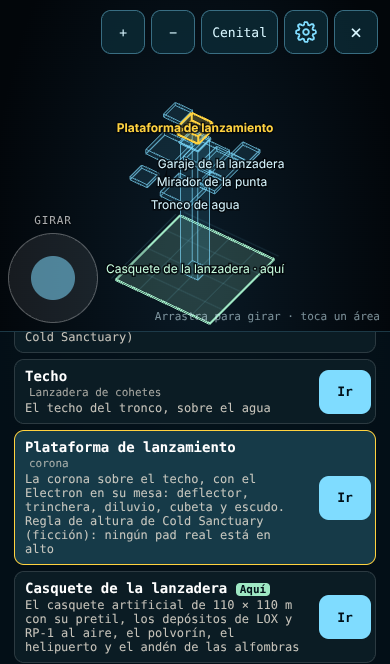 +
−
Cenital
×
Plataforma de lanzamiento
Garaje de la lanzadera
Mirador de la punta
Tronco de agua
GIRAR
Casquete de la lanzadera · aquí
Arrastra para girar · toca un área
Cold Sanctuary)
Techo
Lanzadera de cohetes
El techo del tronco, sobre el agua
Ir
Plataforma de lanzamiento
corona
La corona sobre el techo, con el
Electron en su mesa: deflector,
trinchera, diluvio, cubeta y escudo.
Regla de altura de Cold Sanctuary
(ficción): ningún pad real está en
alto
Ir
Casquete de la lanzadera Aquí
El casquete artificial de 110 × 110 m
con su pretil, los depósitos de LOX y
RP-1 al aire, el polvorín, el
helipuerto y el andén de las alfombras
Ir